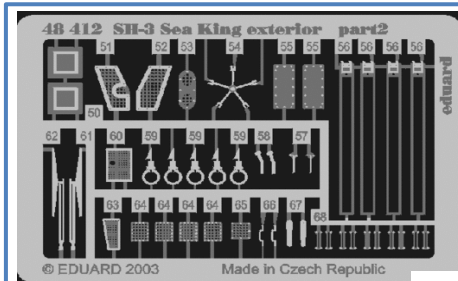 48 412 SH-3 Sea King exterior part2
51 52 53 54 55 55 56 56 56 56
eduard
50
62 61 60 59 59 59 59 58 57
63 64 64 64 64 65 66 67 68
© EDUARD 2003 Made in Czech Republic